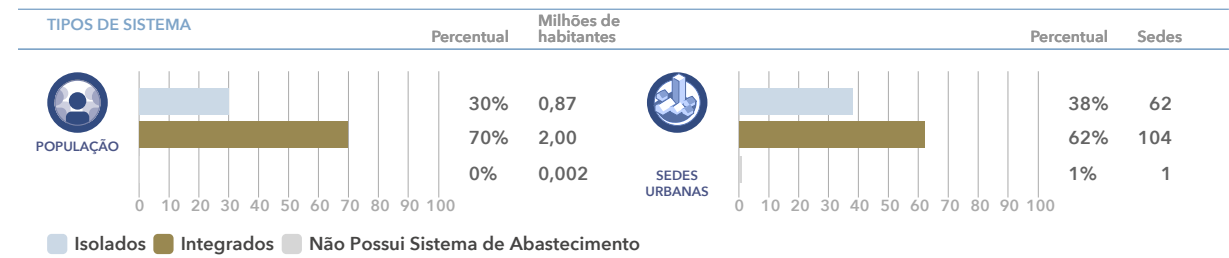 TIPOS DE SISTEMA
Percentual
Milhões de
habitantes
Percentual Sedes
POPULAÇÃO
30% 0,87
70% 2,00
0% 0,002
0 10 20 30 40 50 60 70 80 90 100
SEDES
URBANAS
38% 62
62% 104
1% 1
0 10 20 30 40 50 60 70 80 90 100
Isolados Integrados Não Possui Sistema de Abastecimento